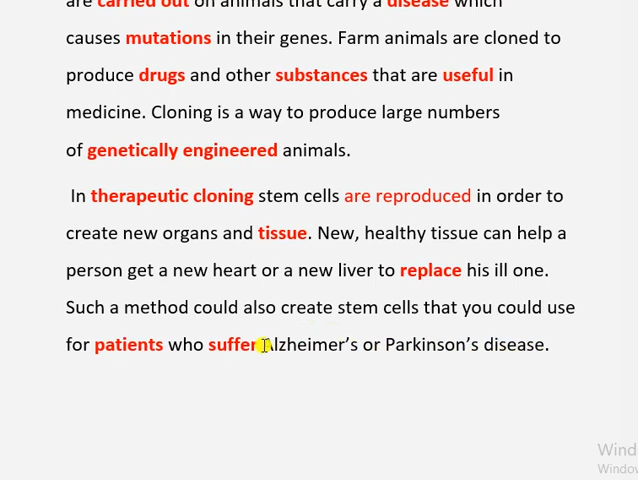 are carried out on animals that carry a disease which
causes mutations in their genes. Farm animals are cloned to
produce drugs and other substances that are useful in
medicine. Cloning is a way to produce large numbers
of genetically engineered animals.
In therapeutic cloning stem cells are reproduced in order to
create new organs and tissue. New, healthy tissue can help a
person get a new heart or a new liver to replace his ill one.
Such a method could also create stem cells that you could use
for patients who suffer Alzheimer’s or Parkinson’s disease.
Wind
Window